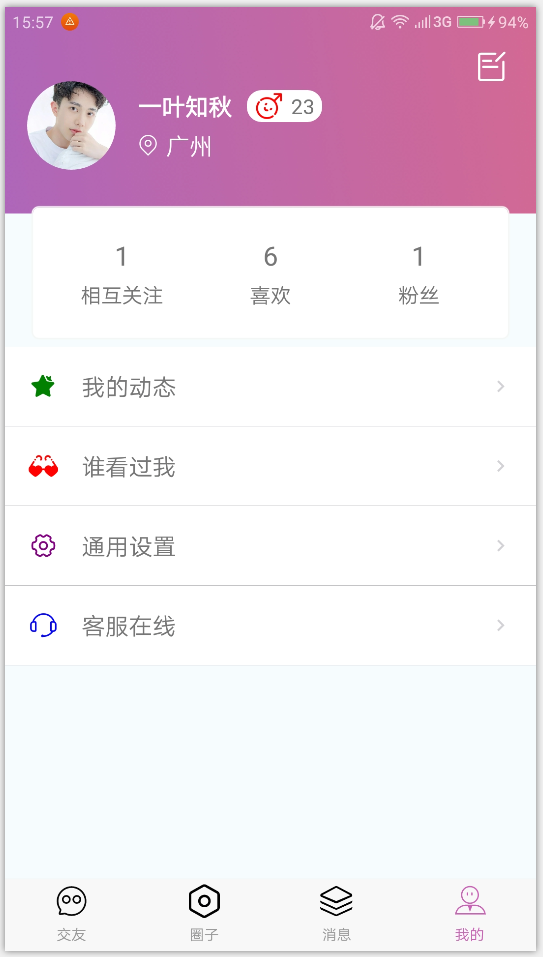 15:57 3G 94%
一叶知秋 23
广州
1 6 1
相互关注 喜欢 粉丝
我的动态
谁看过我
通用设置
客服在线
交友 圈子 消息 我的